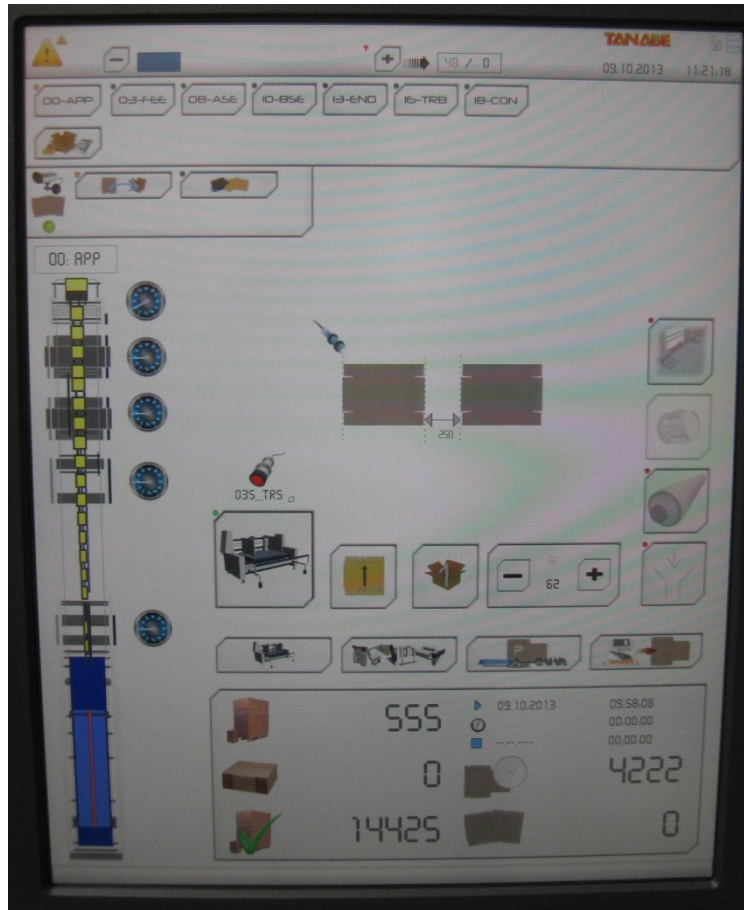 TANABE
48 / 0
09.10.2013 11:21:18
00-APP 03-FEE 08-ASE 10-BSE 13-END 16-TRB 18-CON
00: APP
250
03S_TRS
62
62
555
09.10.2013 09:58:08
00:00:00
--.--.---- 00:00:00
0
4222
14425
0